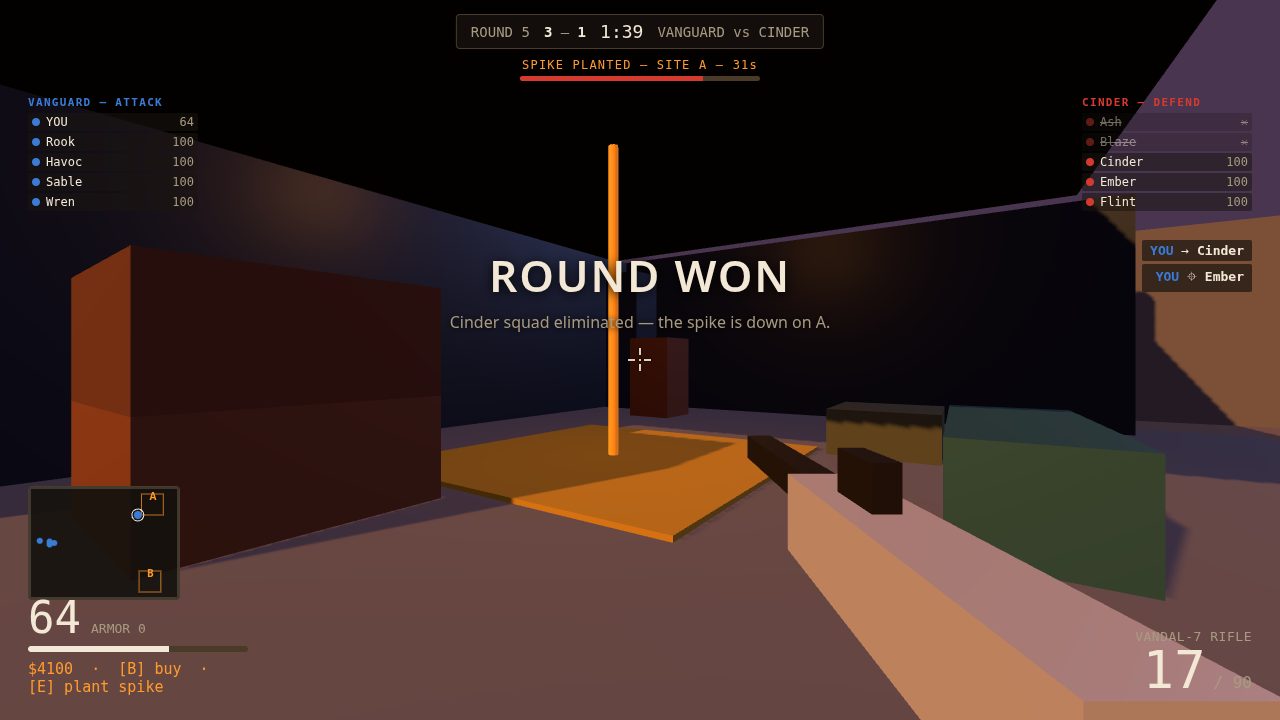 ROUND 5 3 — 1 1:39 VANGUARD vs CINDER
SPIKE PLANTED — SITE A — 31s
VANGUARD — ATTACK
YOU 64
Rook 100
Havoc 100
Sable 100
Wren 100
CINDER — DEFEND
Ash ×
Blaze ×
Cinder 100
Ember 100
Flint 100
YOU → Cinder
YOU ⌖ Ember
ROUND WON
Cinder squad eliminated — the spike is down on A.
A
B
64 ARMOR 0
$4100 · [B] buy ·
[E] plant spike
VANDAL-7 RIFLE
17 / 90